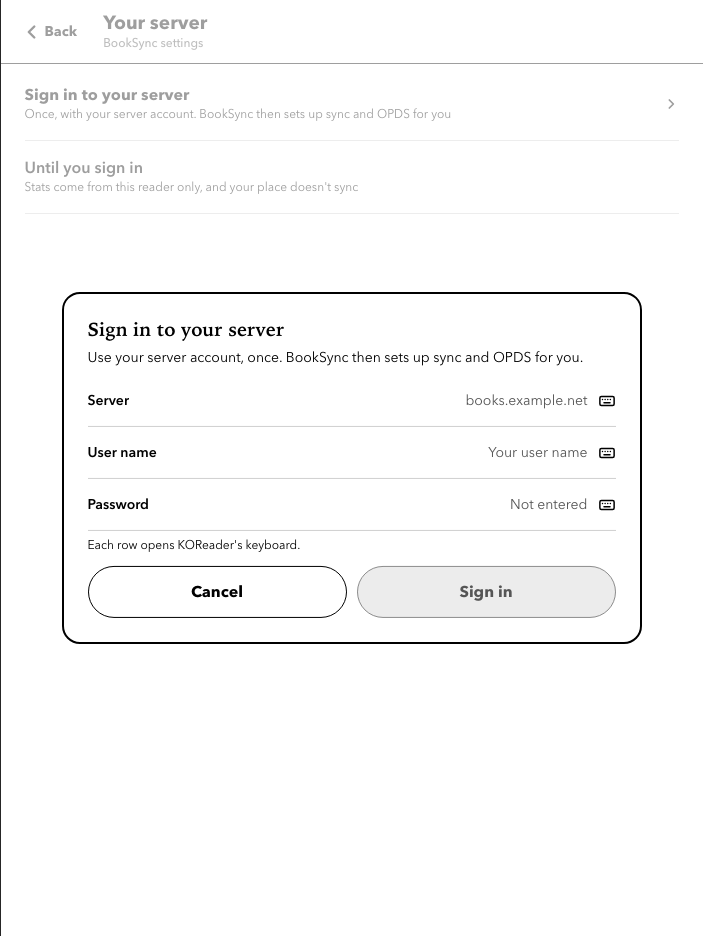 Back
Your server
BookSync settings
Sign in to your server
Once, with your server account. BookSync then sets up sync and OPDS for you
Until you sign in
Stats come from this reader only, and your place doesn't sync
Sign in to your server
Use your server account, once. BookSync then sets up sync and OPDS for you.
Server books.example.net
User name Your user name
Password Not entered
Each row opens KOReader's keyboard.
Cancel Sign in